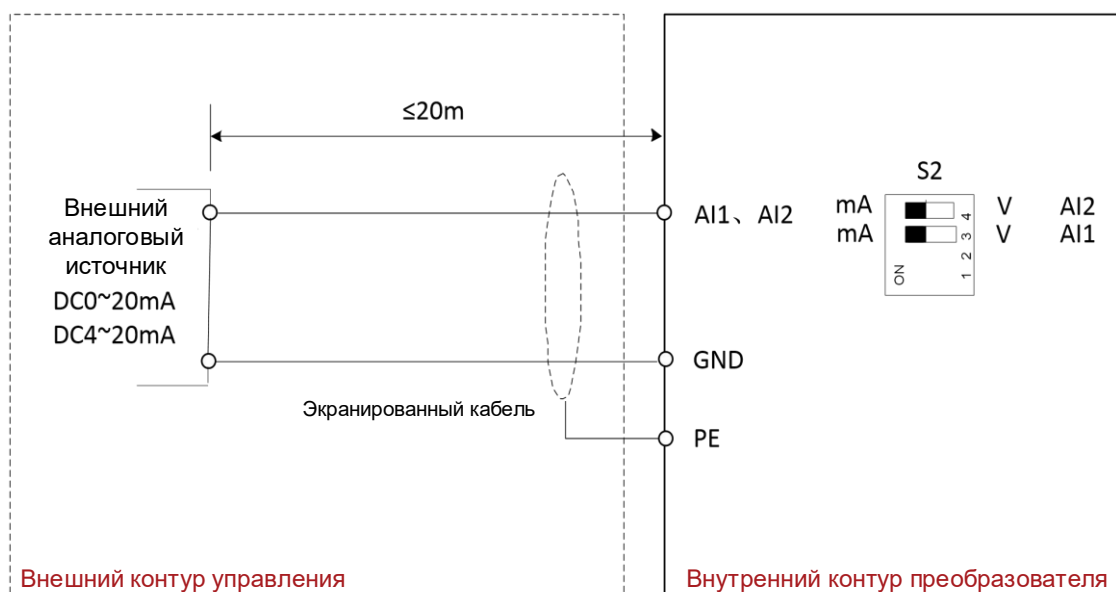 ≤20m
S2
Внешний
аналоговый
источник
DC0~20mA
DC4~20mA
AI1、AI2
mA V AI2
mA V AI1
4
3
2
1
ON
GND
Экранированный кабель
PE
Внешний контур управления
Внутренний контур преобразователя